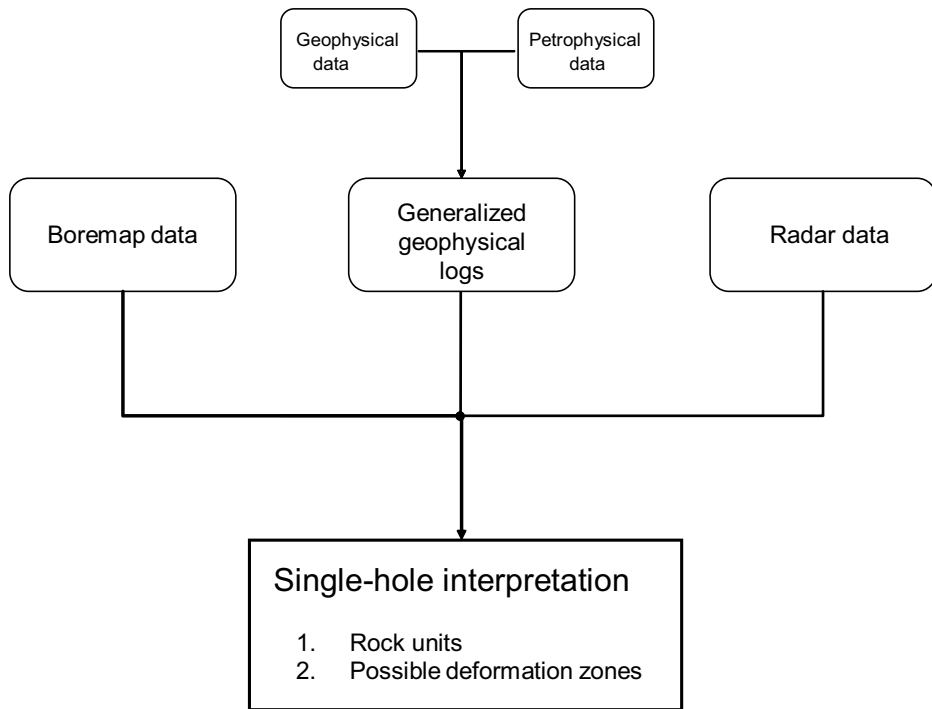 Geophysical
data
Petrophysical
data
Boremap data
Generalized
geophysical
logs
Radar data
Single-hole interpretation
1. Rock units
2. Possible deformation zones